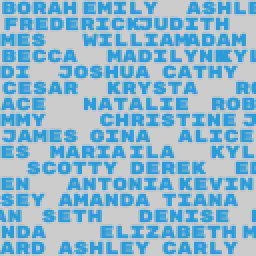 BORAH EMILY ASHLE
FREDERICK JUDITH
MES WILLIAM ADAM
BECCA MADILYN KYL
DI JOSHUA CATHY
CESAR KRYSTA RO
ACE NATALIE ROB
MMY CHRISTINE J
JAMES GINA ALICE
ES MARIA ILA KYL
SCOTTY DEREK EL
EN ANTONIA KEVIN
SEY AMANDA TIANA
AN SETH DENISE
NDA ELIZABETH M
ARD ASHLEY CARLY